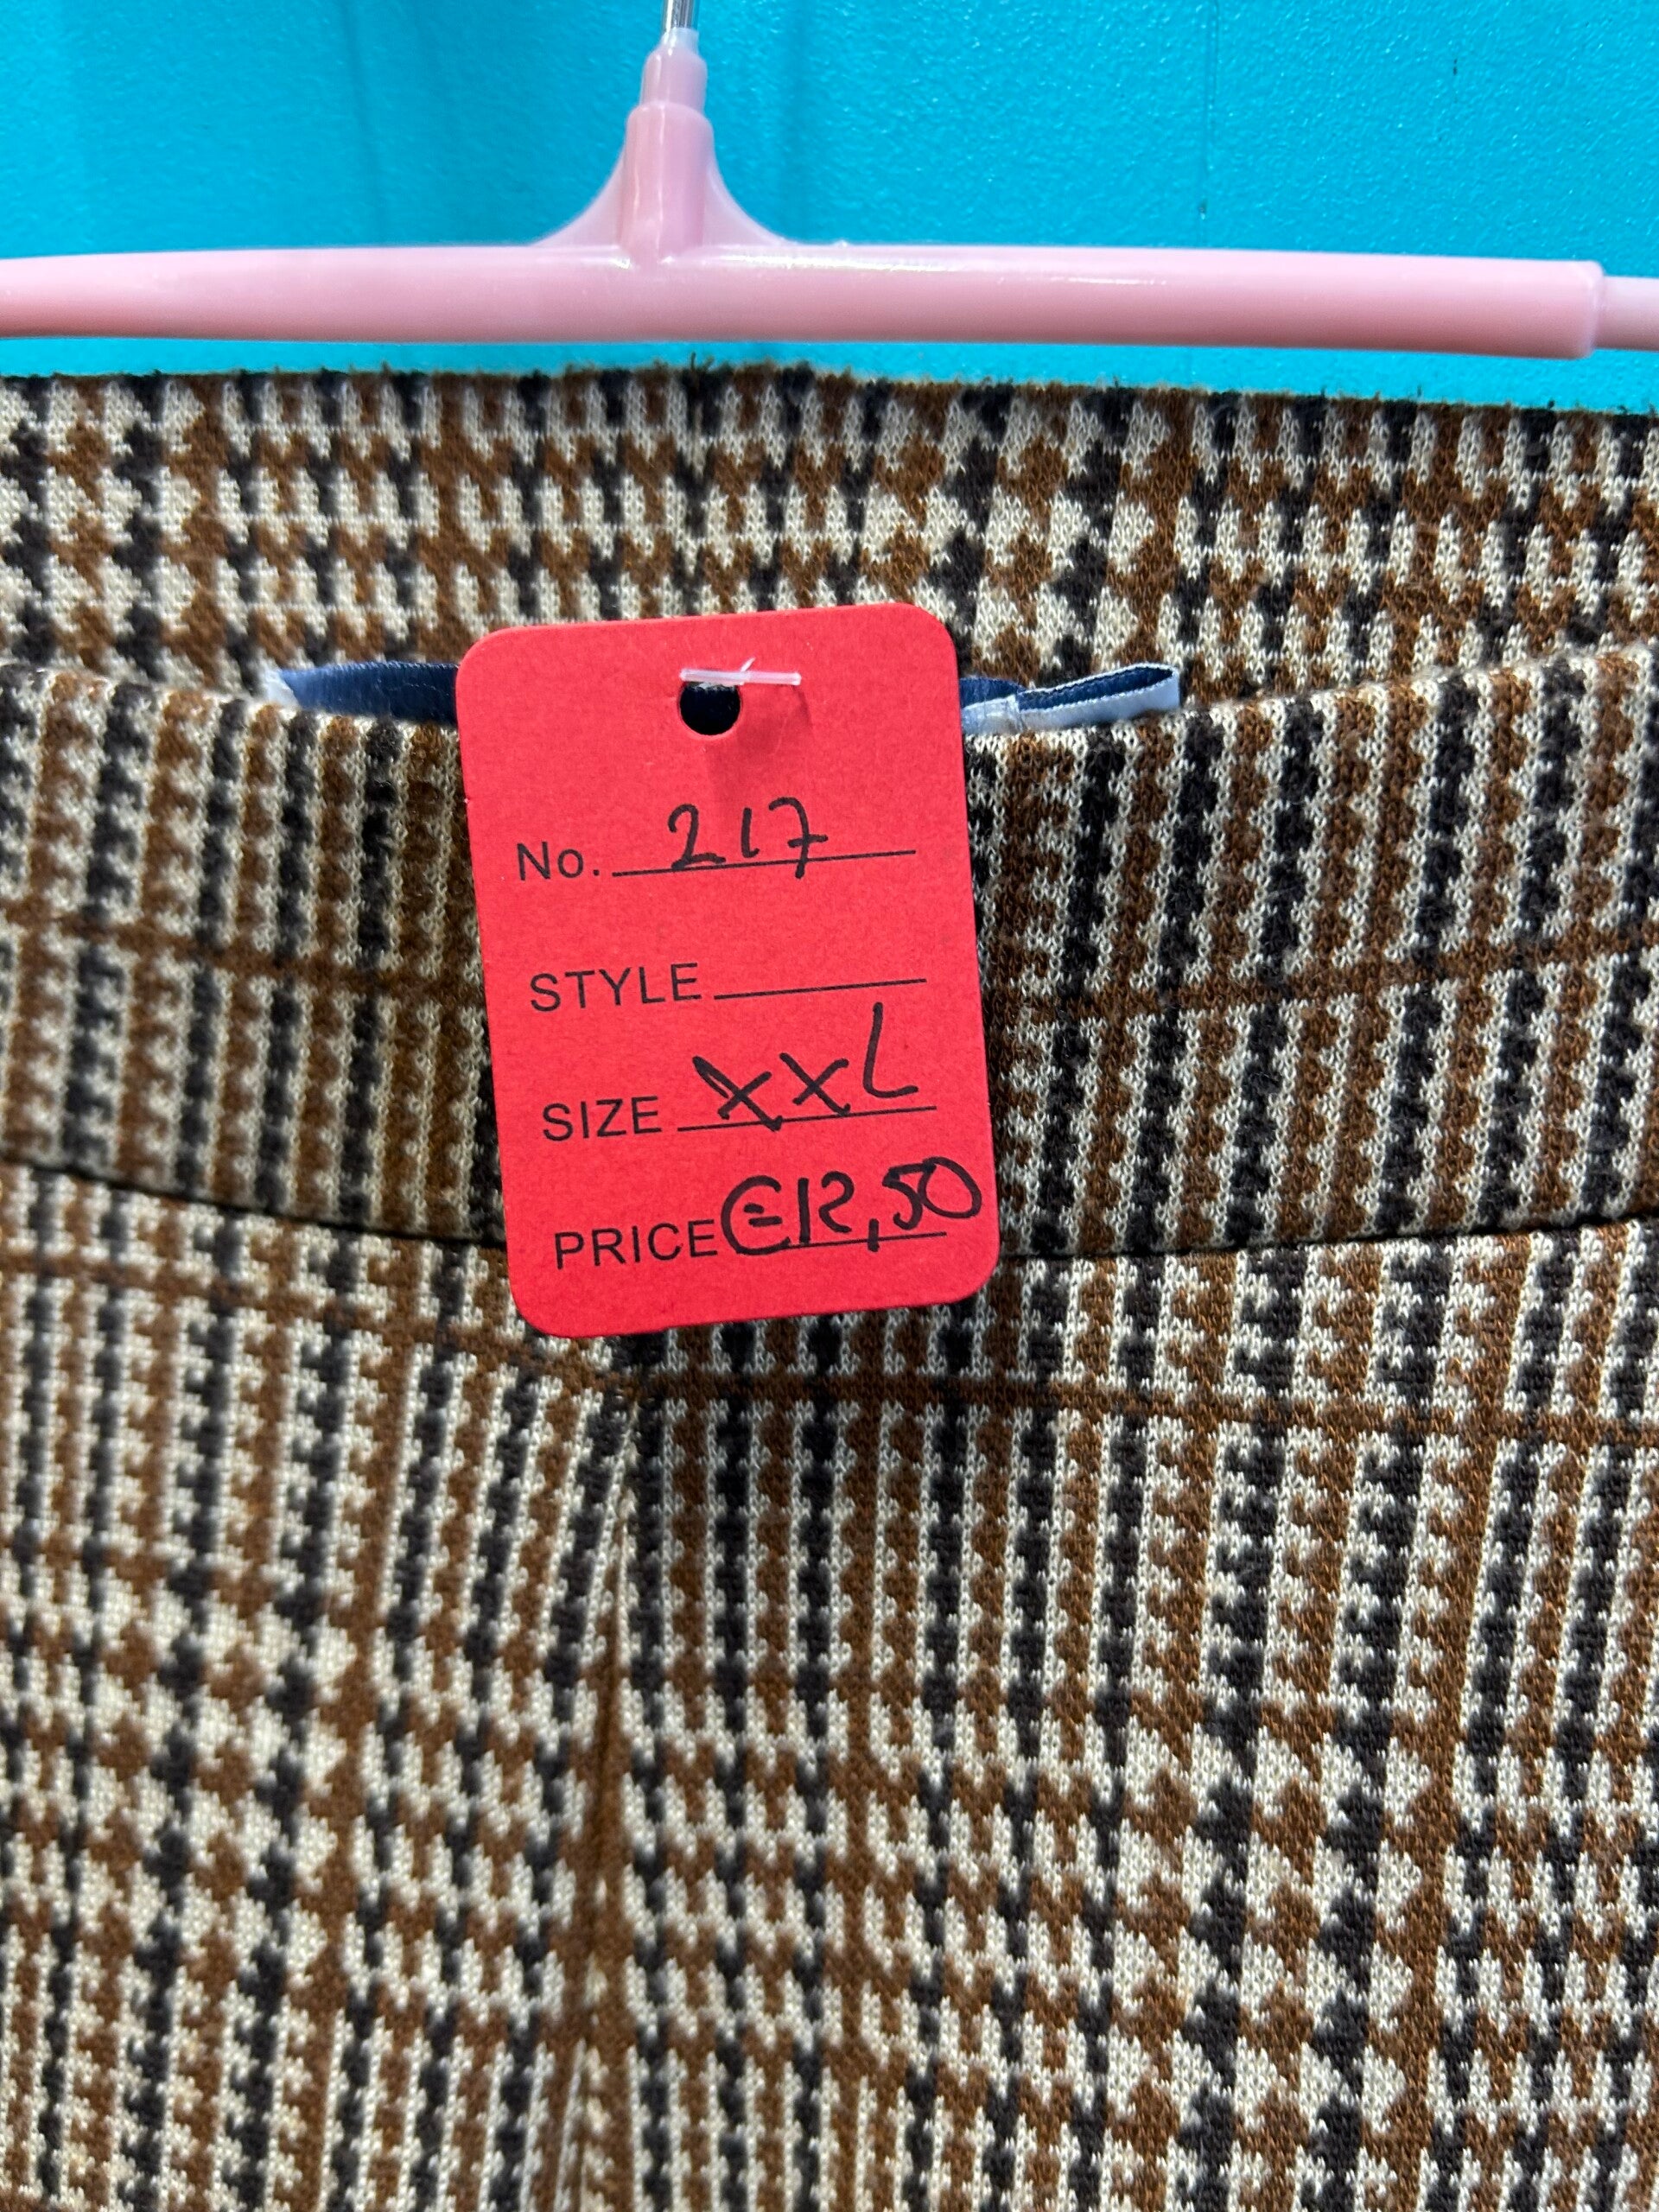 No. 217
STYLE
SIZE XXL
PRICE €12,50